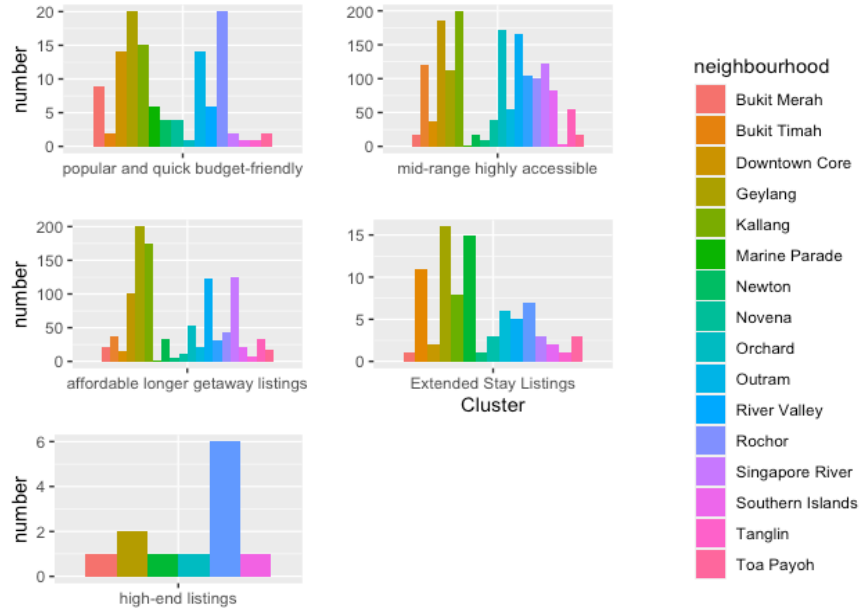 number
20
15
10
5
0
popular and quick budget-friendly
200
150
100
50
0
mid-range highly accessible
number
200
150
100
50
0
affordable longer getaway listings
15
10
5
0
Extended Stay Listings
Cluster
number
6
4
2
0
high-end listings
neighbourhood
Bukit Merah
Bukit Timah
Downtown Core
Geylang
Kallang
Marine Parade
Newton
Novena
Orchard
Outram
River Valley
Rochor
Singapore River
Southern Islands
Tanglin
Toa Payoh